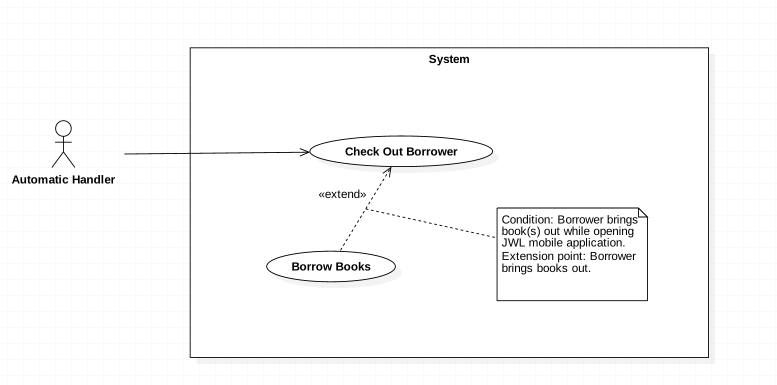 System
Check Out Borrower
Automatic Handler
«extend»
Condition: Borrower brings
book(s) out while opening
JWL mobile application.
Extension point: Borrower
brings books out.
Borrow Books